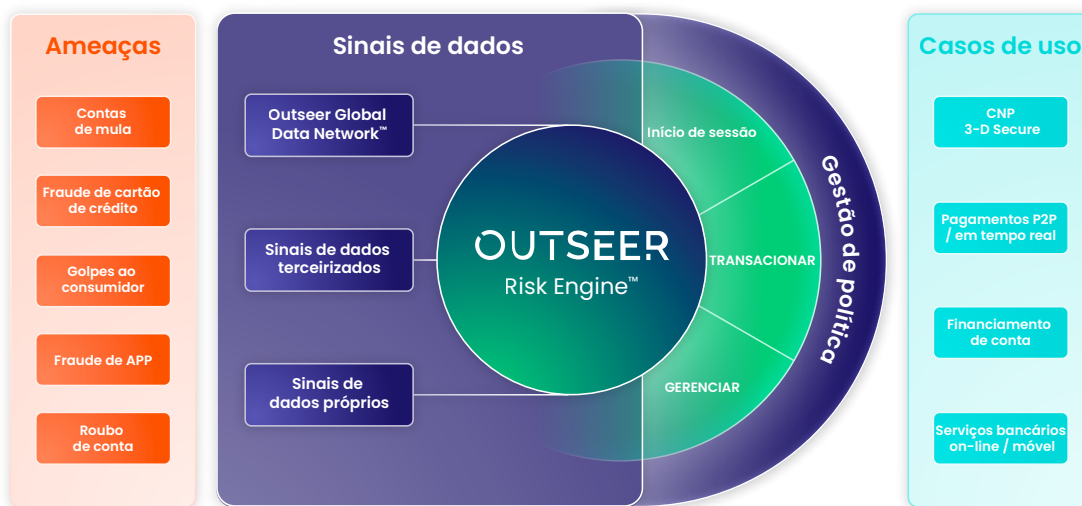 Ameaças
Contas
de mula
Fraude de cartão
de crédito
Golpes ao
consumidor
Fraude de APP
Roubo
de conta
Sinais de dados
Outseer Global
Data Network™
Sinais de dados
terceirizados
Sinais de
dados próprios
OUTSEER
Risk Engine™
Início de sessão
TRANSACIONAR
GERENCIAR
Gestão de política
Casos de uso
CNP
3-D Secure
Pagamentos P2P
/ em tempo real
Financiamento
de conta
Serviços bancários
on-line / móvel